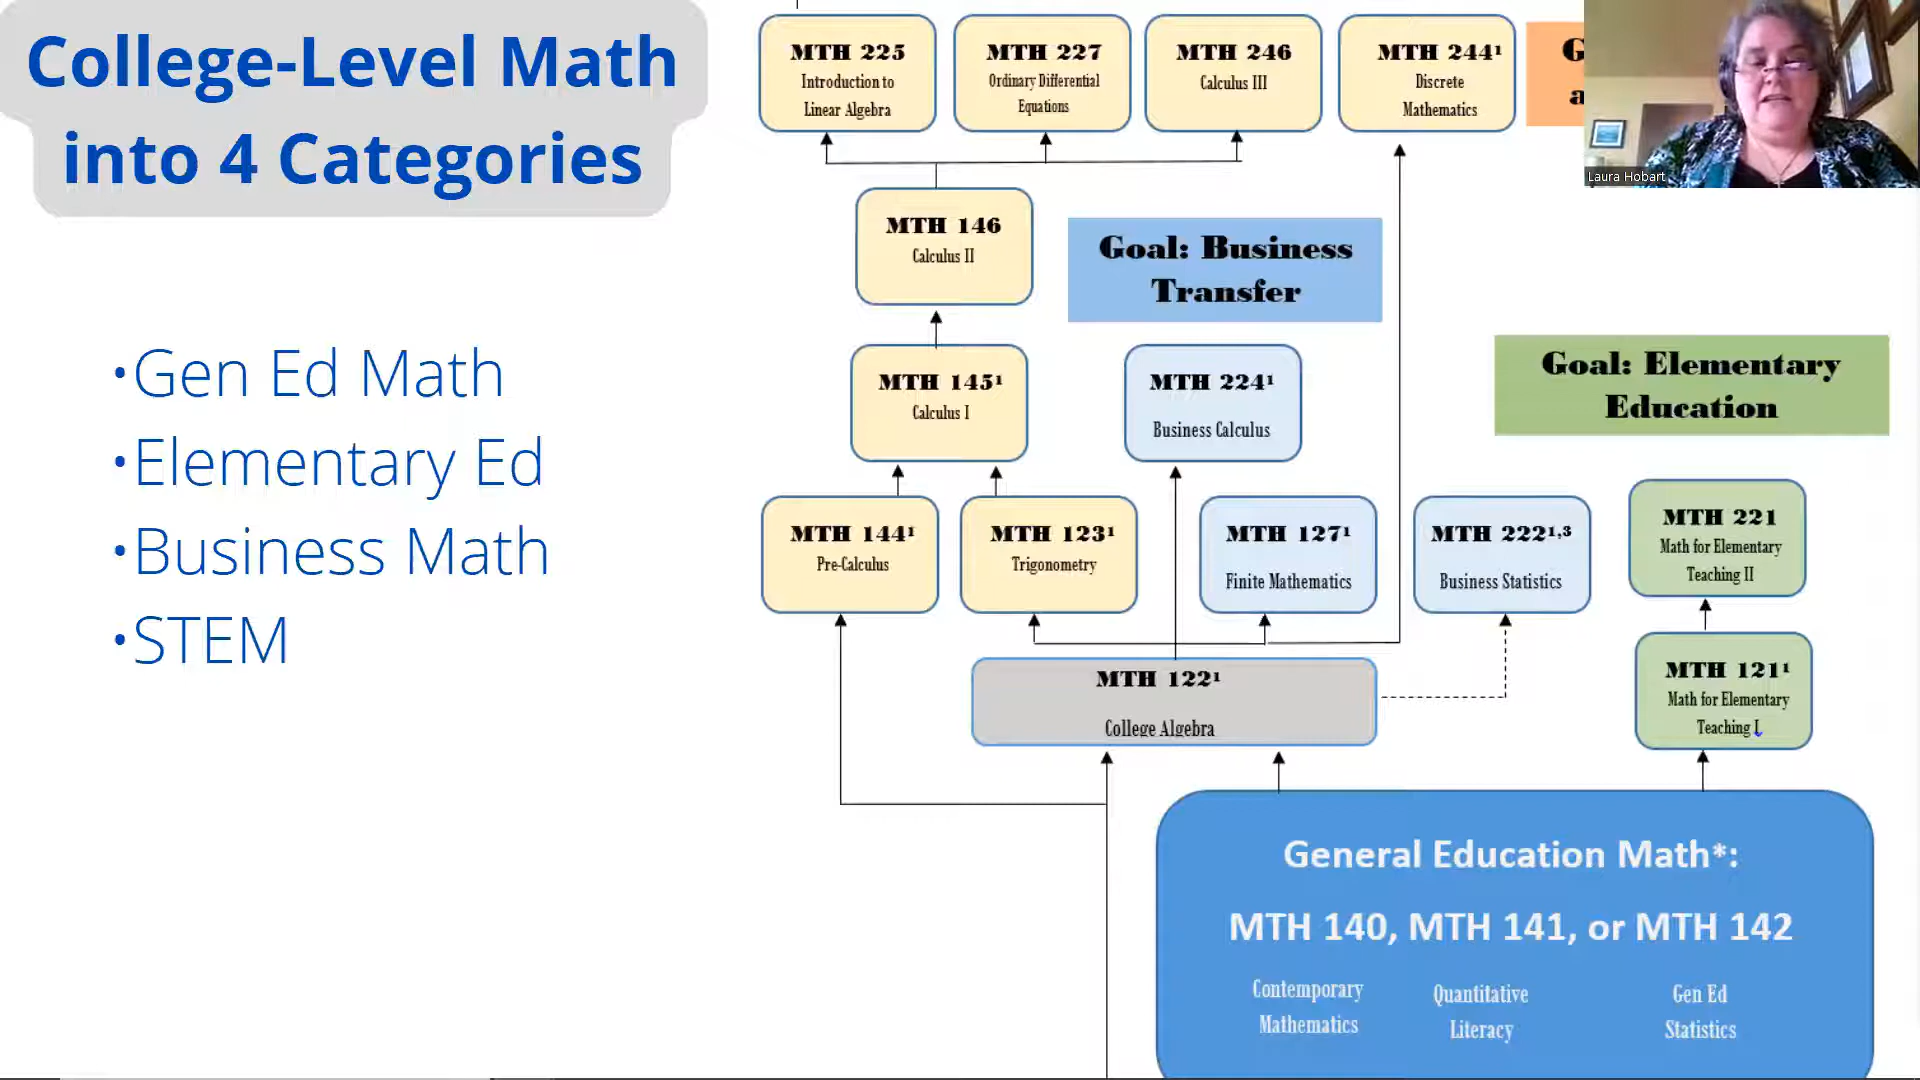 College-Level Math
into 4 Categories
•Gen Ed Math
•Elementary Ed
•Business Math
•STEM
MTH 225
Introduction to
Linear Algebra
MTH 227
Ordinary Differential
Equations
MTH 246
Calculus III
MTH 244¹
Discrete
Mathematics
G
a
Laura Hobart
MTH 146
Calculus II
Goal: Business
Transfer
MTH 145¹
Calculus I
MTH 224¹
Business Calculus
Goal: Elementary
Education
MTH 144¹
Pre-Calculus
MTH 123¹
Trigonometry
MTH 127¹
Finite Mathematics
MTH 222¹,³
Business Statistics
MTH 221
Math for Elementary
Teaching II
MTH 122¹
College Algebra
MTH 121¹
Math for Elementary
Teaching I
General Education Math*:
MTH 140, MTH 141, or MTH 142
Contemporary
Mathematics
Quantitative
Literacy
Gen Ed
Statistics